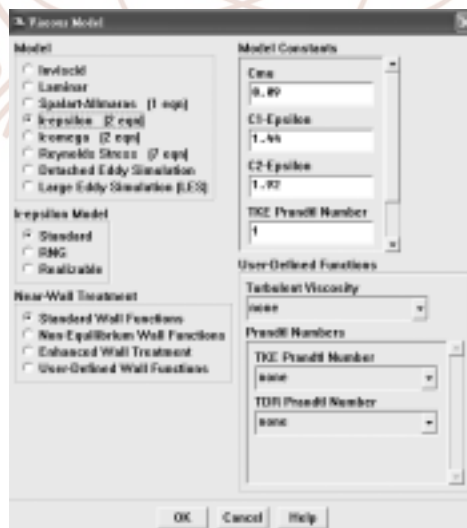 Viscous Model
Model
Inviscid
Laminar
Spalart-Allmaras (1 eqn)
k-epsilon (2 eqn)
k-omega (2 eqn)
Reynolds Stress (7 eqn)
Detached Eddy Simulation
Large Eddy Simulation (LES)
k-epsilon Model
Standard
RNG
Realizable
Near-Wall Treatment
Standard Wall Functions
Non-Equilibrium Wall Functions
Enhanced Wall Treatment
User-Defined Wall Functions
Model Constants
Cmu
0.09
C1-Epsilon
1.44
C2-Epsilon
1.92
TKE Prandtl Number
1
User-Defined Functions
Turbulent Viscosity
none
Prandtl Numbers
TKE Prandtl Number
none
TDR Prandtl Number
none
OK Cancel Help